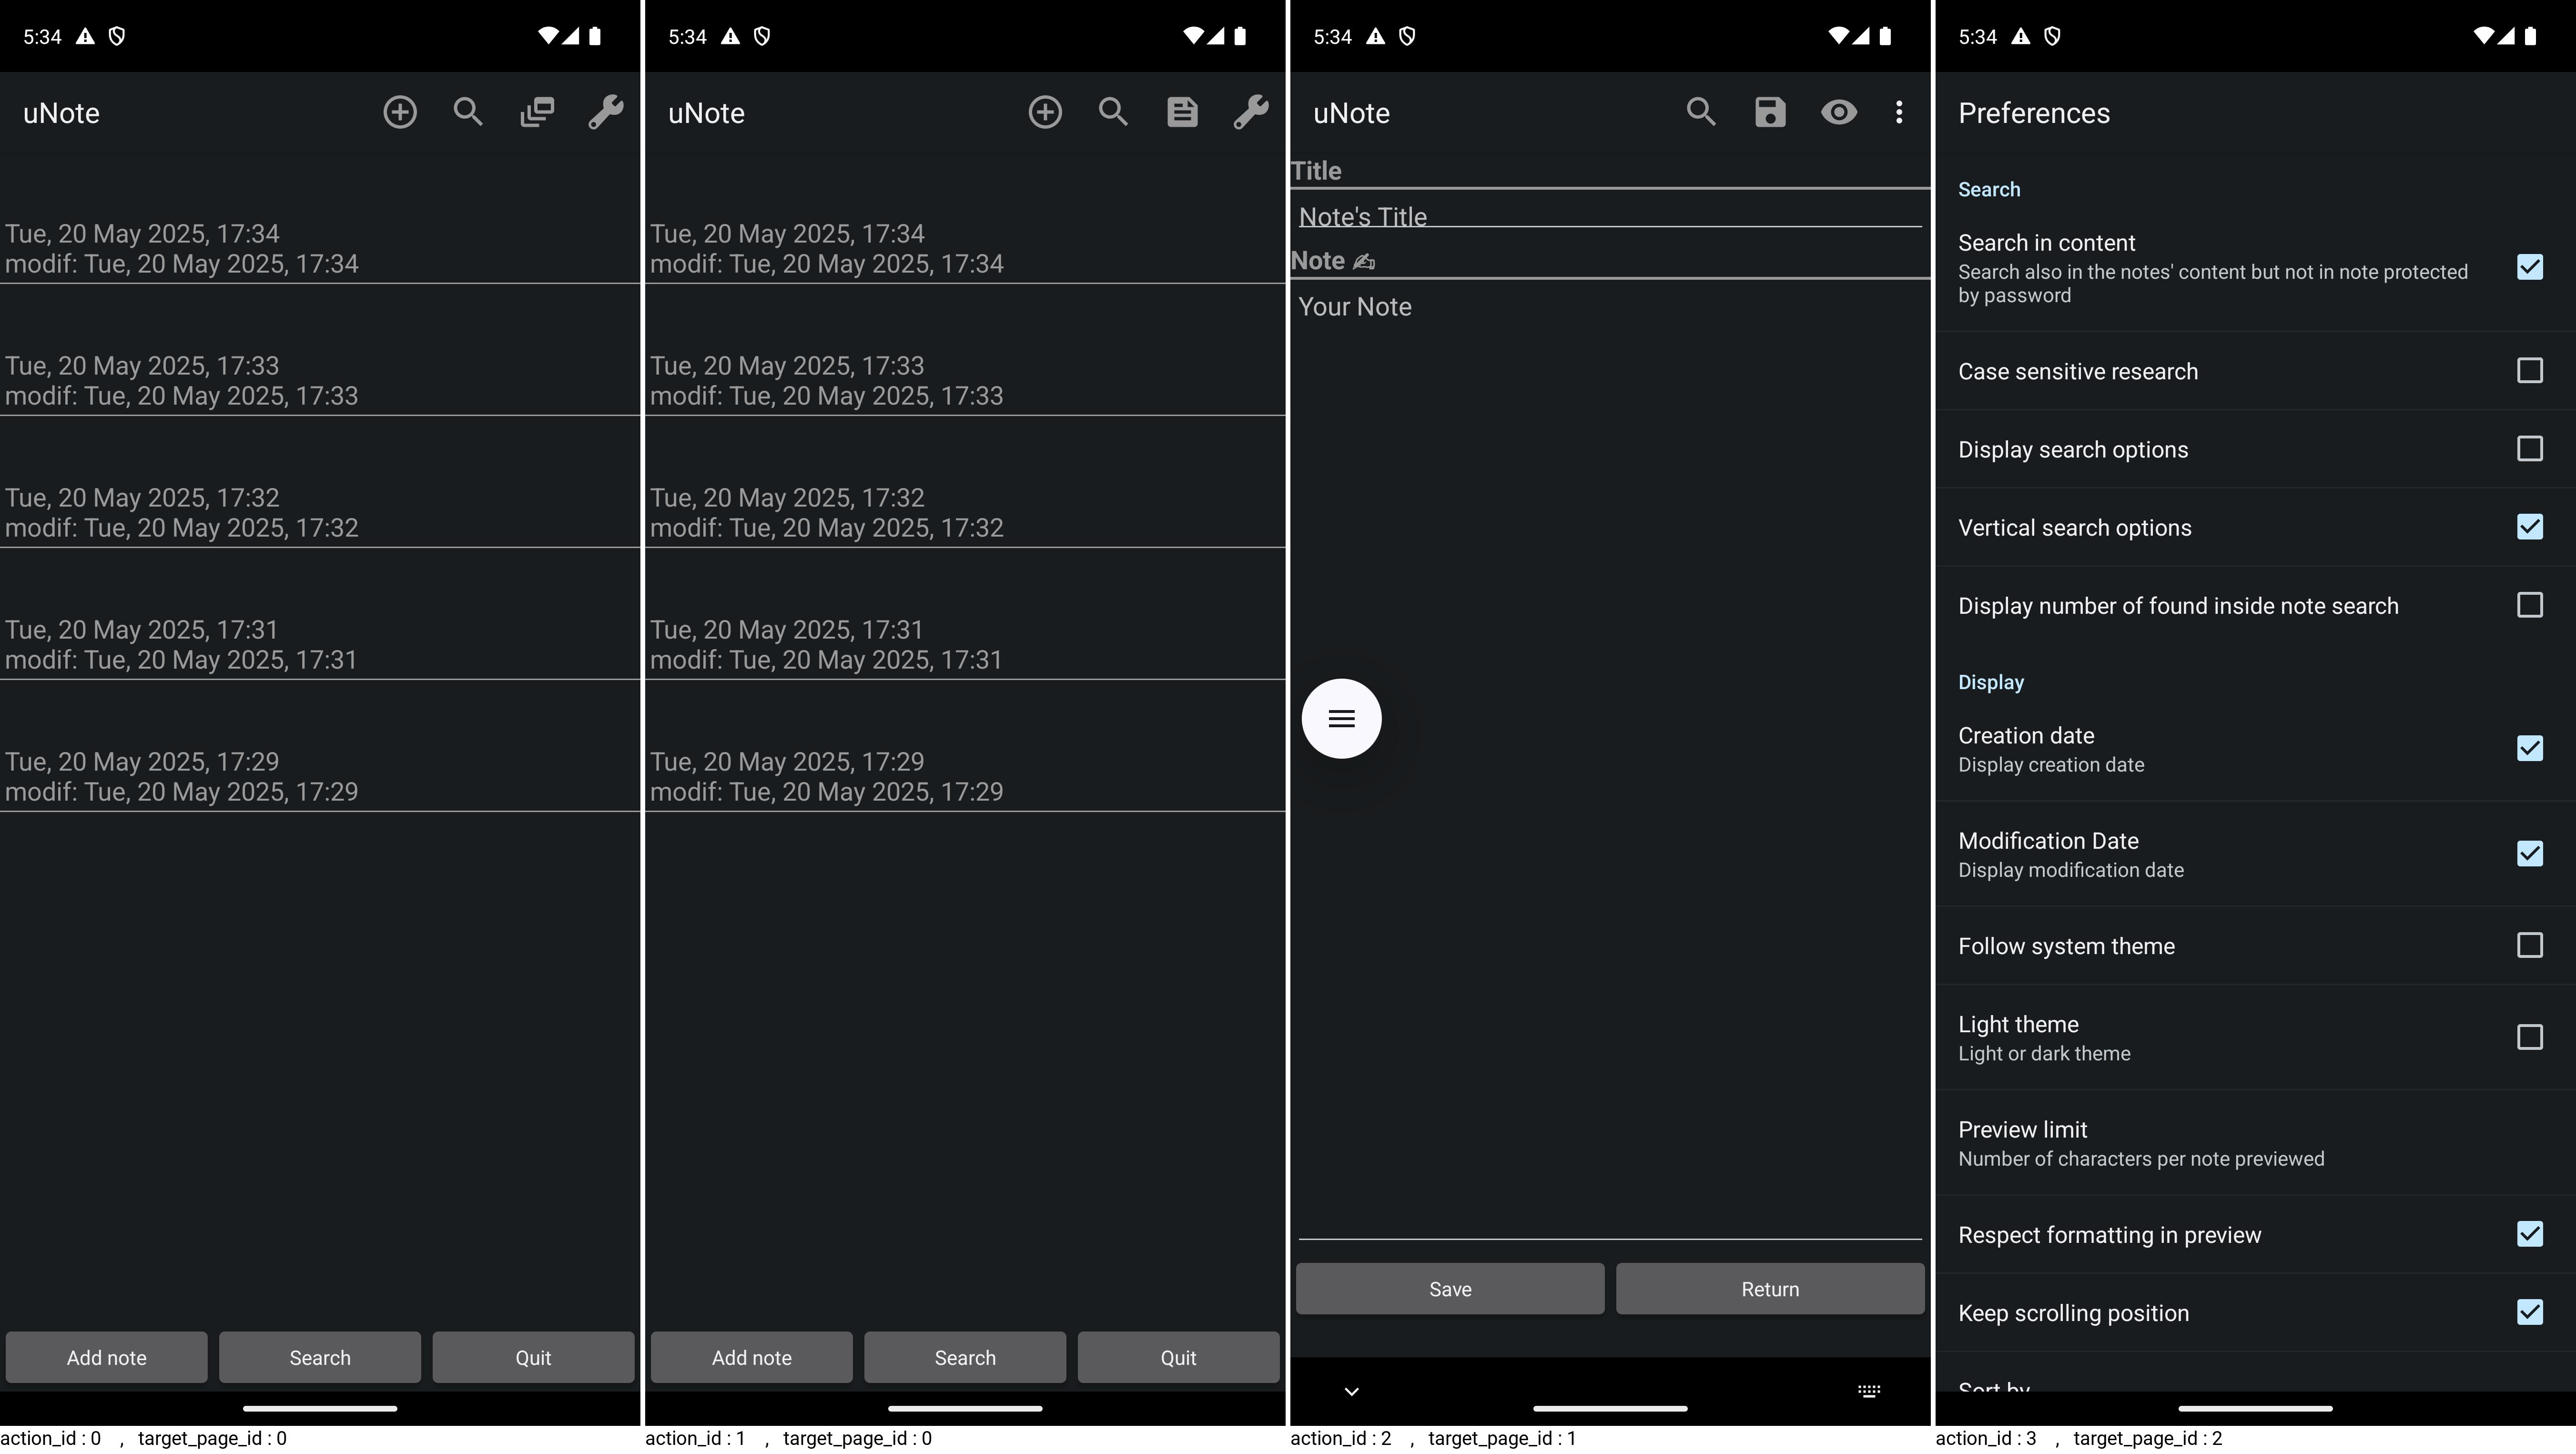 5:34
uNote
Tue, 20 May 2025, 17:34
modif: Tue, 20 May 2025, 17:34
Tue, 20 May 2025, 17:33
modif: Tue, 20 May 2025, 17:33
Tue, 20 May 2025, 17:32
modif: Tue, 20 May 2025, 17:32
Tue, 20 May 2025, 17:31
modif: Tue, 20 May 2025, 17:31
Tue, 20 May 2025, 17:29
modif: Tue, 20 May 2025, 17:29
Add note Search Quit
action_id : 0 , target_page_id : 0
5:34
uNote
Tue, 20 May 2025, 17:34
modif: Tue, 20 May 2025, 17:34
Tue, 20 May 2025, 17:33
modif: Tue, 20 May 2025, 17:33
Tue, 20 May 2025, 17:32
modif: Tue, 20 May 2025, 17:32
Tue, 20 May 2025, 17:31
modif: Tue, 20 May 2025, 17:31
Tue, 20 May 2025, 17:29
modif: Tue, 20 May 2025, 17:29
Add note Search Quit
action_id : 1 , target_page_id : 0
5:34
uNote
Title
Note's Title
Note ✍
Your Note
Save Return
action_id : 2 , target_page_id : 1
5:34
Preferences
Search
Search in content
Search also in the notes' content but not in note protected
by password
Case sensitive research
Display search options
Vertical search options
Display number of found inside note search
Display
Creation date
Display creation date
Modification Date
Display modification date
Follow system theme
Light theme
Light or dark theme
Preview limit
Number of characters per note previewed
Respect formatting in preview
Keep scrolling position
Sort by
action_id : 3 , target_page_id : 2